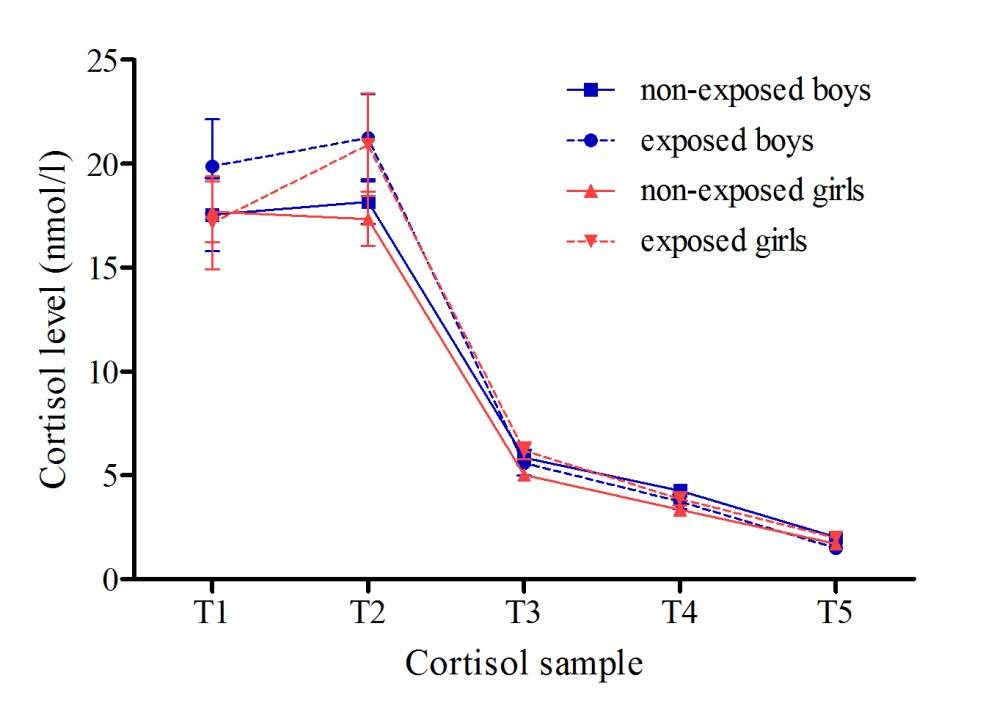 25
20
15
10
5
0
Cortisol level (nmol/l)
non-exposed boys
exposed boys
non-exposed girls
exposed girls
T1 T2 T3 T4 T5
Cortisol sample